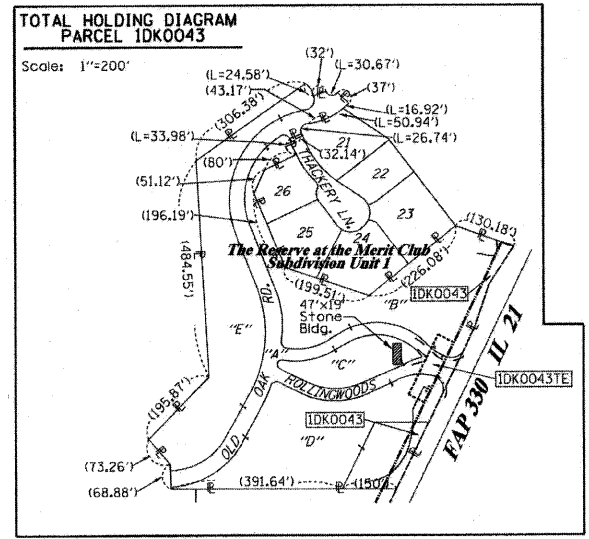 TOTAL HOLDING DIAGRAM
PARCEL 1DK0043
Scale: 1"=200'
(32')
(L=30.67')
(L=24.58')
(43.17')
(37')
(306.38')
(L=16.92')
(L=50.94')
(L=33.98')
(L=26.74')
21
(32.14')
(80')
THACKERY LN.
22
(51.12')
26
23
(196.19')
25
24
(130.18')
The Reserve at the Merit Club
Subdivision Unit 1
(484.55')
(226.08')
(199.51')
"B"
1DK0043
47'x19'
Stone
Bldg.
RD.
"E"
"A"
"C"
FAP 330 IL 21
OLD OAK
ROLLINGWOODS
1DK0043TE
(195.87')
1DK0043
"D"
(73.26')
(68.88')
(391.64')
(150')